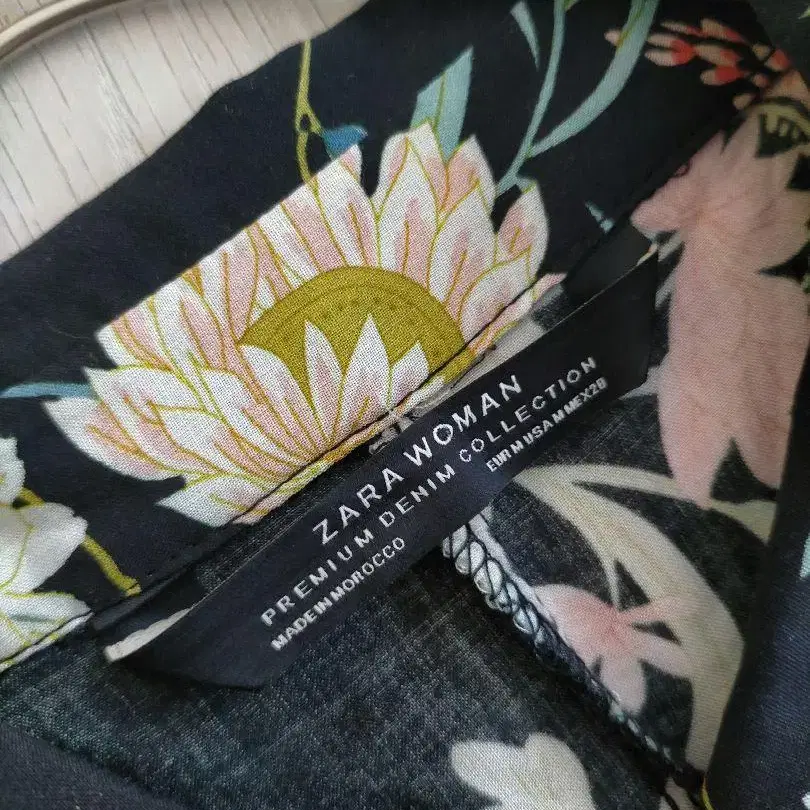 ZARA WOMAN
PREMIUM DENIM COLLECTION
MADE IN MOROCCO
EUR M USA M MEX 28